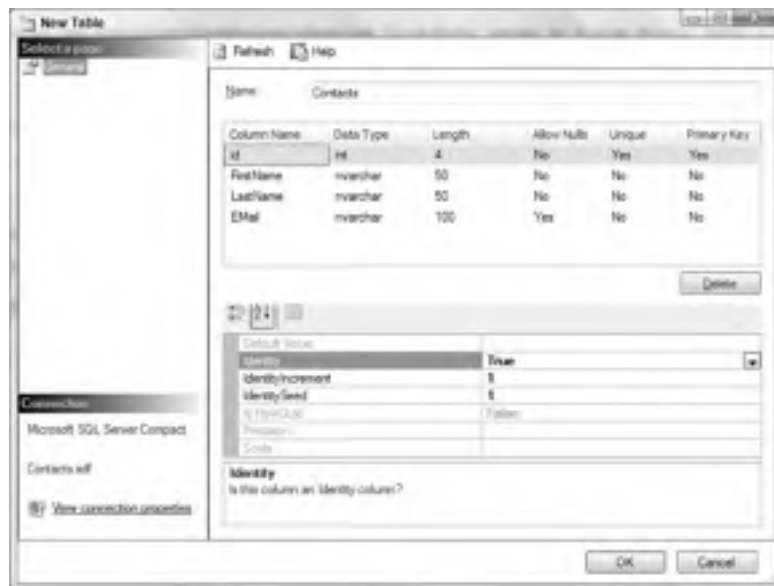 New Table
Select a page
General
Refresh Help
Name: Contacts
Column Name Data Type Length Allow Nulls Unique Primary Key
id int 4 No Yes Yes
FirstName nvarchar 50 No No No
LastName nvarchar 50 No No No
EMail nvarchar 100 Yes No No
Delete
Default Value
Identity True
IdentityIncrement 1
IdentitySeed 1
Is RowGuid False
Precision
Scale
Connection
Microsoft SQL Server Compact
Contacts.sdf
View connection properties
Identity
Is this column an Identity column?
OK Cancel